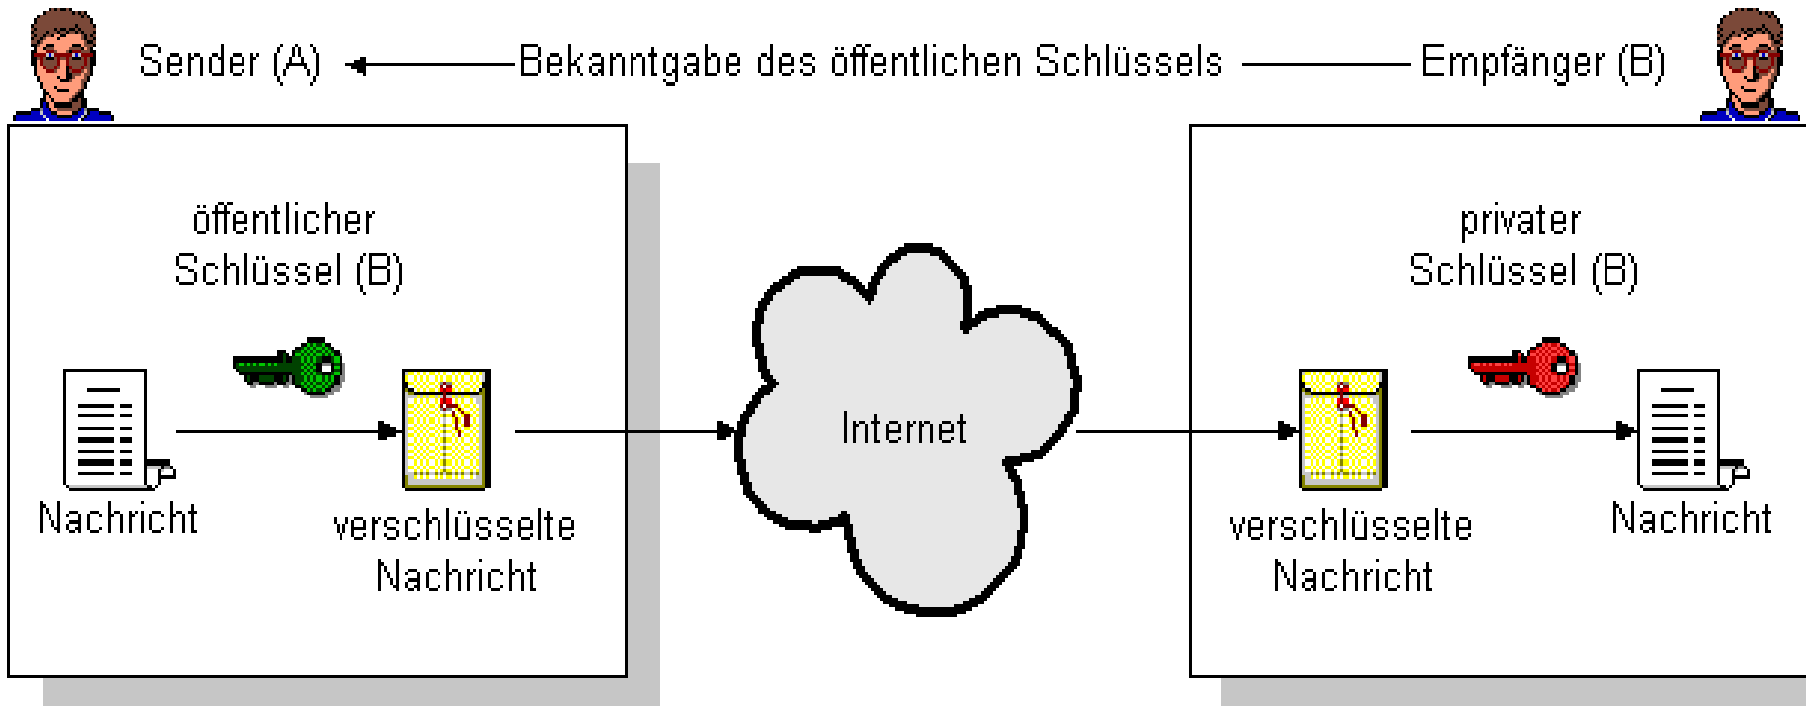 Sender (A)
Bekanntgabe des öffentlichen Schlüssels
Empfänger (B)
öffentlicher
Schlüssel (B)
Nachricht
verschlüsselte
Nachricht
Internet
privater
Schlüssel (B)
verschlüsselte
Nachricht
Nachricht